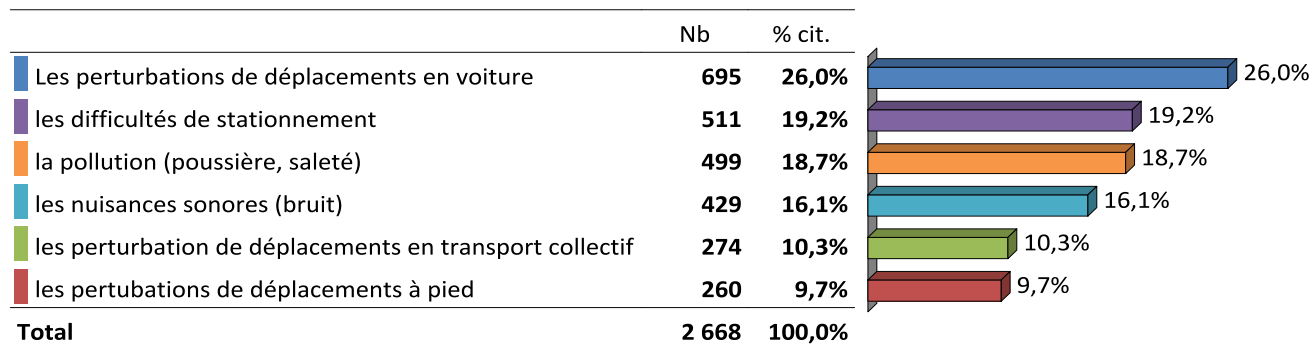 Nb % cit.
Les perturbations de déplacements en voiture 695 26,0% 26,0%
les difficultés de stationnement 511 19,2% 19,2%
la pollution (poussière, saleté) 499 18,7% 18,7%
les nuisances sonores (bruit) 429 16,1% 16,1%
les perturbation de déplacements en transport collectif 274 10,3% 10,3%
les pertubations de déplacements à pied 260 9,7% 9,7%
Total 2 668 100,0%